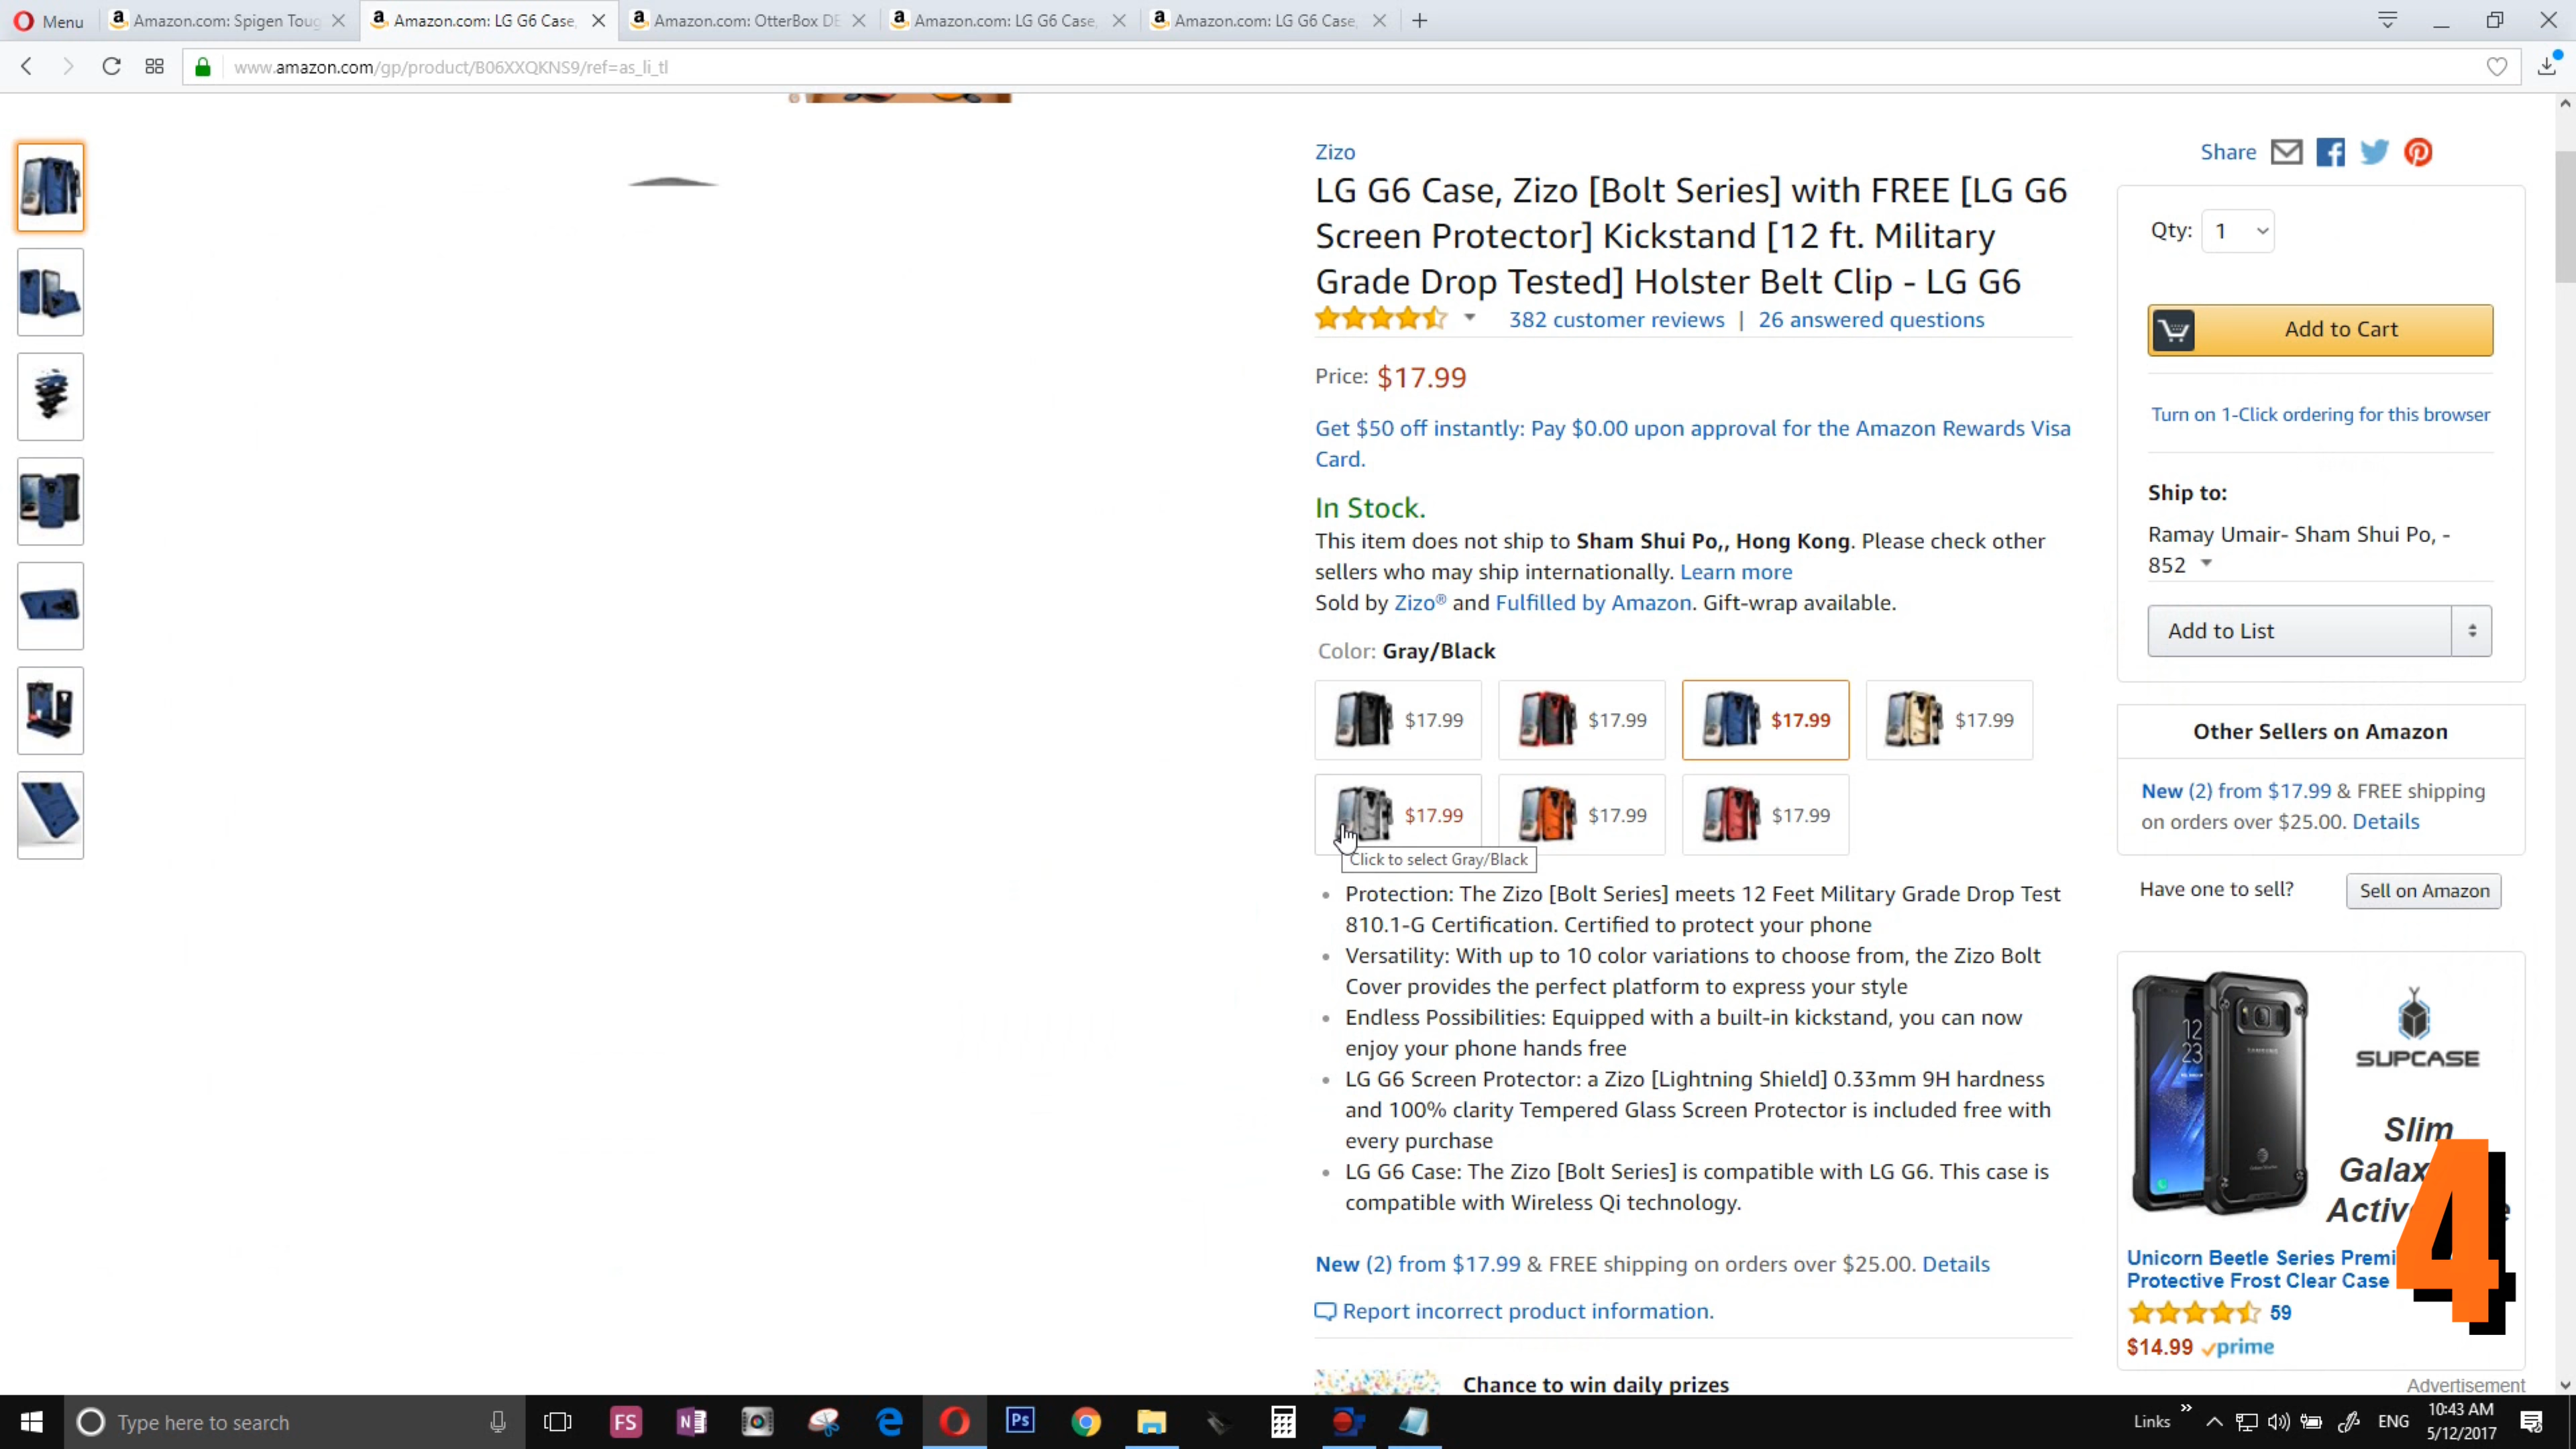 Menu
Amazon.com: Spigen Toug
Amazon.com: LG G6 Case,
Amazon.com: OtterBox DE
Amazon.com: LG G6 Case,
Amazon.com: LG G6 Case,
www.amazon.com/gp/product/B06XXQKNS9/ref=as_li_tl
Zizo
LG G6 Case, Zizo [Bolt Series] with FREE [LG G6
Screen Protector] Kickstand [12 ft. Military
Grade Drop Tested] Holster Belt Clip - LG G6
382 customer reviews | 26 answered questions
Price: $17.99
Get $50 off instantly: Pay $0.00 upon approval for the Amazon Rewards Visa
Card.
In Stock.
This item does not ship to Sham Shui Po,, Hong Kong. Please check other
sellers who may ship internationally. Learn more
Sold by Zizo® and Fulfilled by Amazon. Gift-wrap available.
Color: Gray/Black
$17.99 $17.99 $17.99 $17.99
$17.99 $17.99 $17.99
Click to select Gray/Black
• Protection: The Zizo [Bolt Series] meets 12 Feet Military Grade Drop Test
810.1-G Certification. Certified to protect your phone
• Versatility: With up to 10 color variations to choose from, the Zizo Bolt
Cover provides the perfect platform to express your style
• Endless Possibilities: Equipped with a built-in kickstand, you can now
enjoy your phone hands free
• LG G6 Screen Protector: a Zizo [Lightning Shield] 0.33mm 9H hardness
and 100% clarity Tempered Glass Screen Protector is included free with
every purchase
• LG G6 Case: The Zizo [Bolt Series] is compatible with LG G6. This case is
compatible with Wireless Qi technology.
New (2) from $17.99 & FREE shipping on orders over $25.00. Details
Report incorrect product information.
Chance to win daily prizes
Share
Qty: 1
Add to Cart
Turn on 1-Click ordering for this browser
Ship to:
Ramay Umair- Sham Shui Po, -
852
Add to List
Other Sellers on Amazon
New (2) from $17.99 & FREE shipping
on orders over $25.00. Details
Have one to sell? Sell on Amazon
12
23
SUPCASE
Slim
Galax
Activ
Unicorn Beetle Series Premi
Protective Frost Clear Case
59
$14.99 prime
4
Advertisement
Type here to search
FS
N
Ps
Links
ENG
10:43 AM
5/12/2017